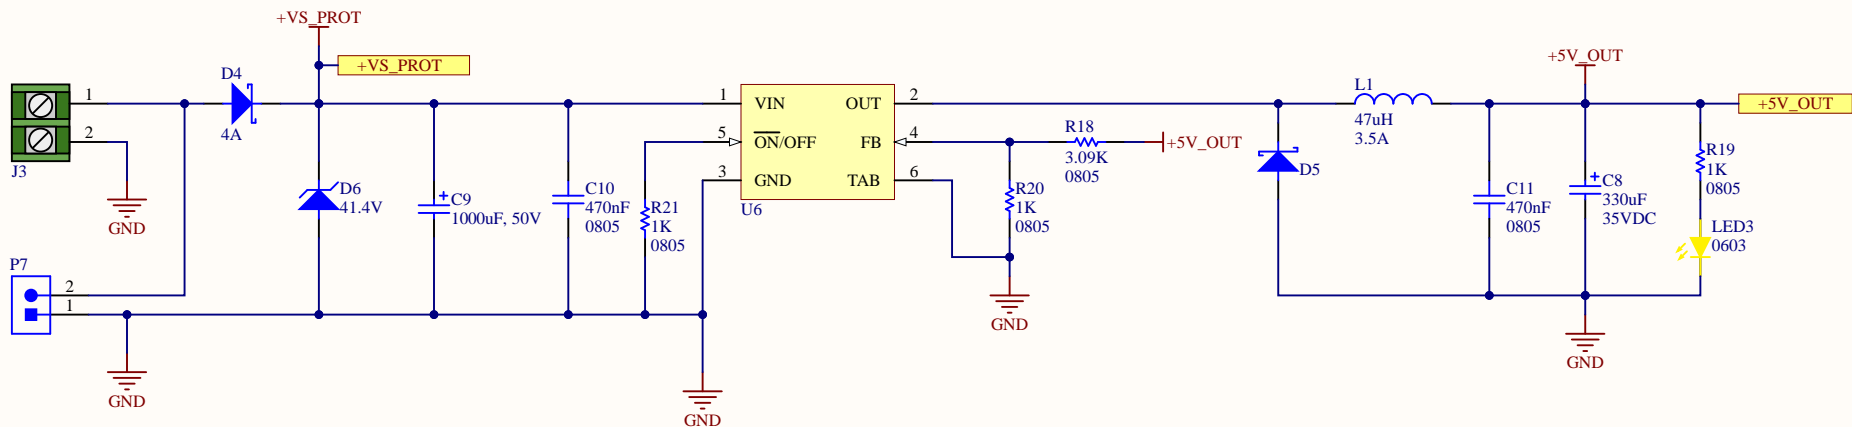 +VS_PROT
+VS_PROT
D4
4A
1
2
J3
GND
D6
41.4V
C9
1000uF, 50V
C10
470nF
0805
R21
1K
0805
P7
2
1
GND
1
5
3
VIN
ON/OFF
GND
OUT
FB
TAB
2
4
6
U6
GND
R18
3.09K
0805
+5V_OUT
R20
1K
0805
GND
D5
L1
47uH
3.5A
+5V_OUT
+5V_OUT
C11
470nF
0805
C8
330uF
35VDC
R19
1K
0805
LED3
0603
GND